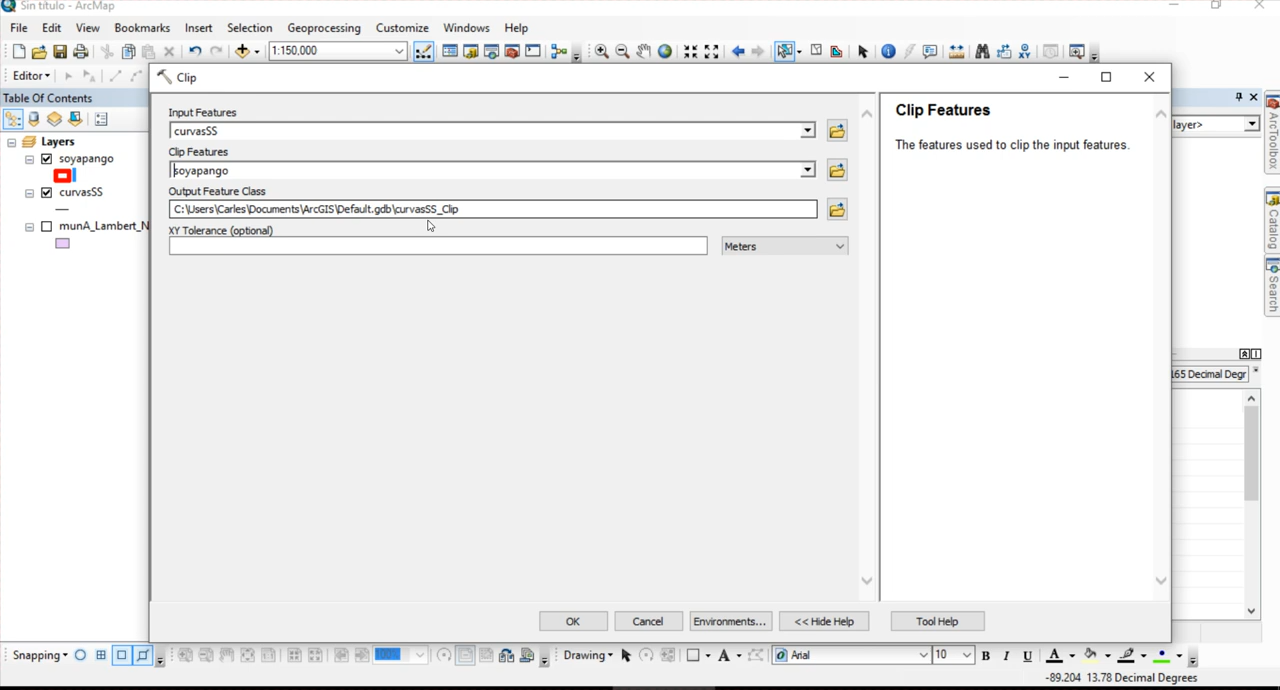 Sin título - ArcMap
File Edit View Bookmarks Insert Selection Geoprocessing Customize Windows Help
1:150,000
Editor
Clip
Table Of Contents
Layers
soyapango
curvasSS
munA_Lambert_N
Input Features
curvasSS
Clip Features
soyapango
Output Feature Class
C:\Users\Carles\Documents\ArcGIS\Default.gdb\curvasSS_Clip
XY Tolerance (optional)
Meters
Clip Features
The features used to clip the input features.
layer>
ArcToolbox
Catalog
Search
165 Decimal Degr
OK Cancel Environments... << Hide Help Tool Help
Snapping Drawing A Arial 10 B I U A
-89.204 13.78 Decimal Degrees